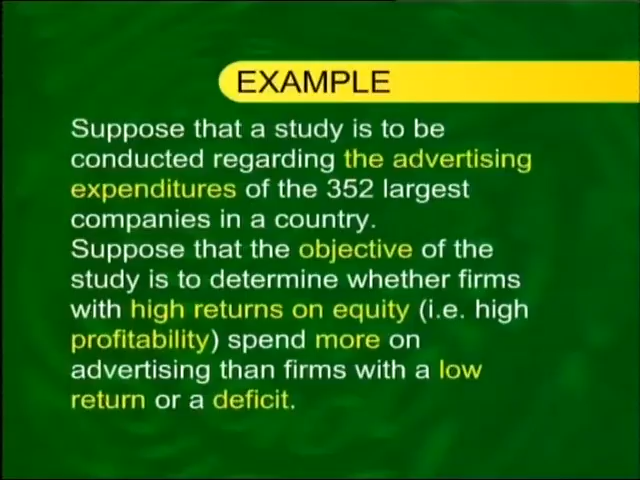 EXAMPLE
Suppose that a study is to be
conducted regarding the advertising
expenditures of the 352 largest
companies in a country.
Suppose that the objective of the
study is to determine whether firms
with high returns on equity (i.e. high
profitability) spend more on
advertising than firms with a low
return or a deficit.